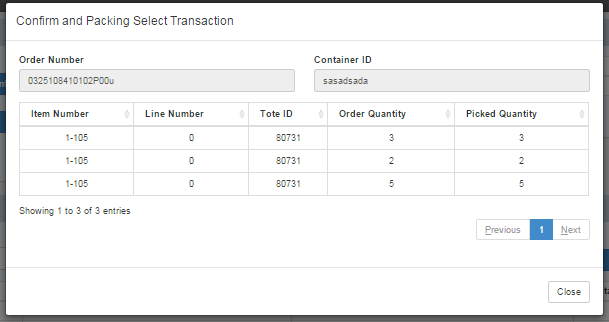 Confirm and Packing Select Transaction
Order Number Container ID
0325108410102P00u sasadsada
Item Number Line Number Tote ID Order Quantity Picked Quantity
1-105 0 80731 3 3
1-105 0 80731 2 2
1-105 0 80731 5 5
Showing 1 to 3 of 3 entries
Previous 1 Next
Close